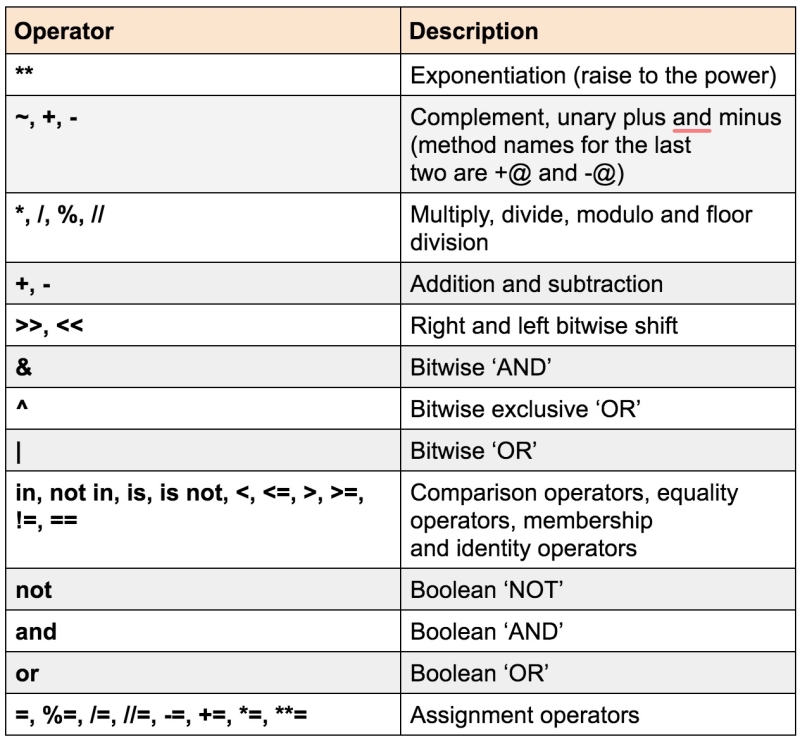 Operator Description
** Exponentiation (raise to the power)
~, +, - Complement, unary plus and minus
(method names for the last
two are +@ and -@)
*, /, %, // Multiply, divide, modulo and floor
division
+, - Addition and subtraction
>>, << Right and left bitwise shift
& Bitwise ‘AND’
^ Bitwise exclusive ‘OR’
| Bitwise ‘OR’
in, not in, is, is not, <, <=, >, >=, Comparison operators, equality
!=, == operators, membership
and identity operators
not Boolean ‘NOT’
and Boolean ‘AND’
or Boolean ‘OR’
=, %=, /=, //=, -=, +=, *=, **= Assignment operators